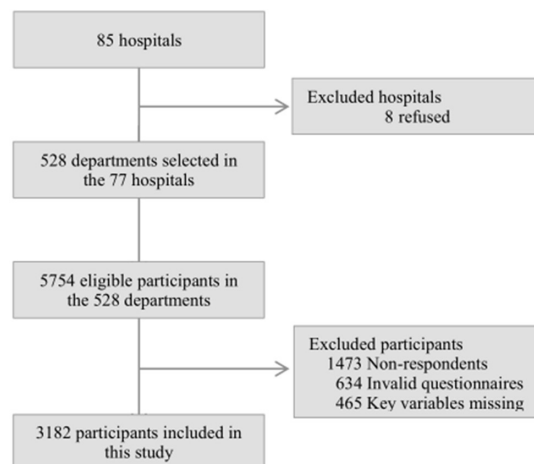 85 hospitals
Excluded hospitals
8 refused
528 departments selected in
the 77 hospitals
5754 eligible participants in
the 528 departments
Excluded participants
1473 Non-respondents
634 Invalid questionnaires
465 Key variables missing
3182 participants included in
this study